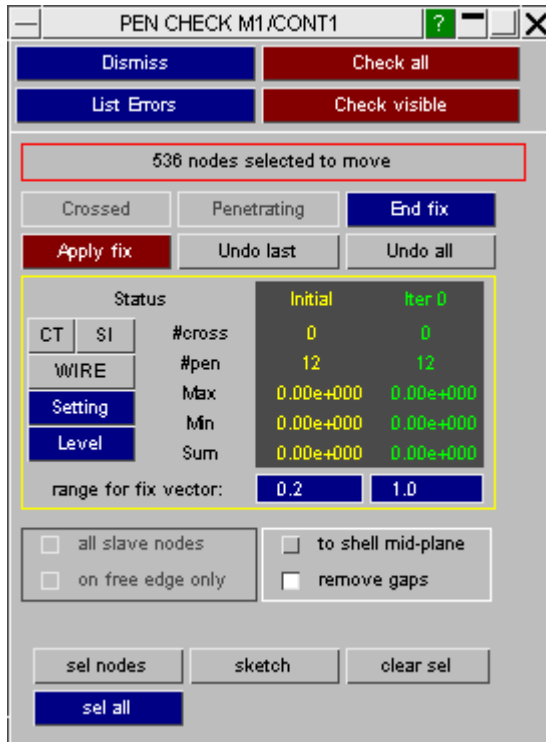 PEN CHECK M1/CONT1 ?
Dismiss Check all
List Errors Check visible
536 nodes selected to move
Crossed Penetrating End fix
Apply fix Undo last Undo all
Status Initial Iter 0
CT SI #cross 0 0
WIRE #pen 12 12
Setting Max 0.00e+000 0.00e+000
Min 0.00e+000 0.00e+000
Level Sum 0.00e+000 0.00e+000
range for fix vector: 0.2 1.0
all slave nodes to shell mid-plane
on free edge only remove gaps
sel nodes sketch clear sel
sel all